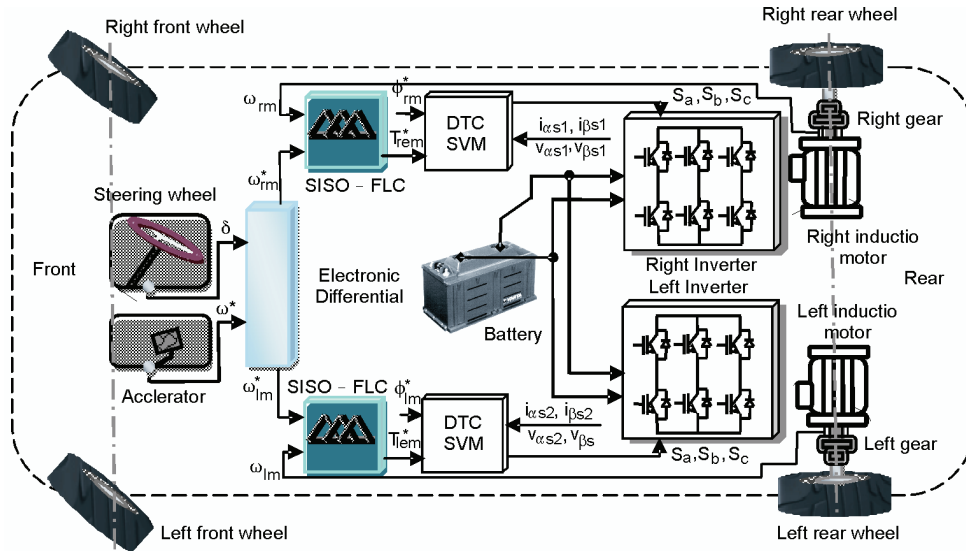 Right front wheel
Right rear wheel
ω*rm
ωrm
ϕ*rm
T*rem
DTC
SVM
Sa,Sb,Sc
iαs1, iβs1
vαs1,vβs1
Right gear
SISO – FLC
Steering wheel
δ
Front
ω*
Electronic
Differential
Battery
Right Inverter
Left Inverter
Right inductio
motor
Rear
Left inductio
motor
Acclerator
ω*lm
SISO – FLC
ϕ*lm
T*lem
ωlm
DTC
SVM
iαs2, iβs2
vαs2, vβs
Sa,Sb,Sc
Left gear
Left front wheel
Left rear wheel